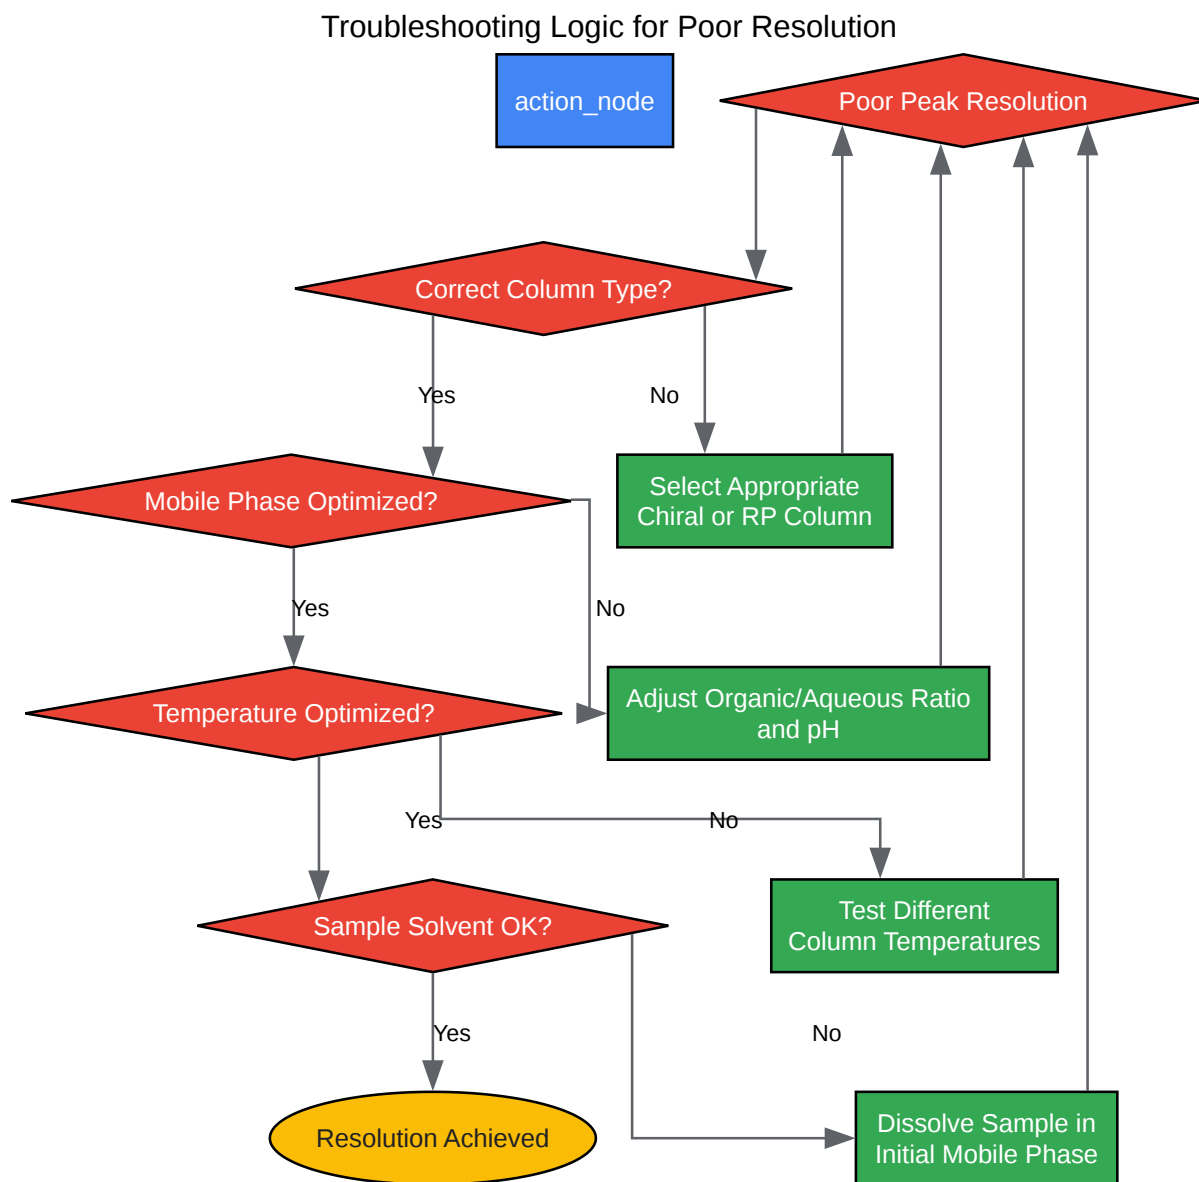 Troubleshooting Logic for Poor Resolution
action_node
Poor Peak Resolution
Correct Column Type?
Yes
No
Mobile Phase Optimized?
Select Appropriate
Chiral or RP Column
Yes
No
Temperature Optimized?
Adjust Organic/Aqueous Ratio
and pH
Yes
No
Sample Solvent OK?
Test Different
Column Temperatures
Yes
No
Resolution Achieved
Dissolve Sample in
Initial Mobile Phase